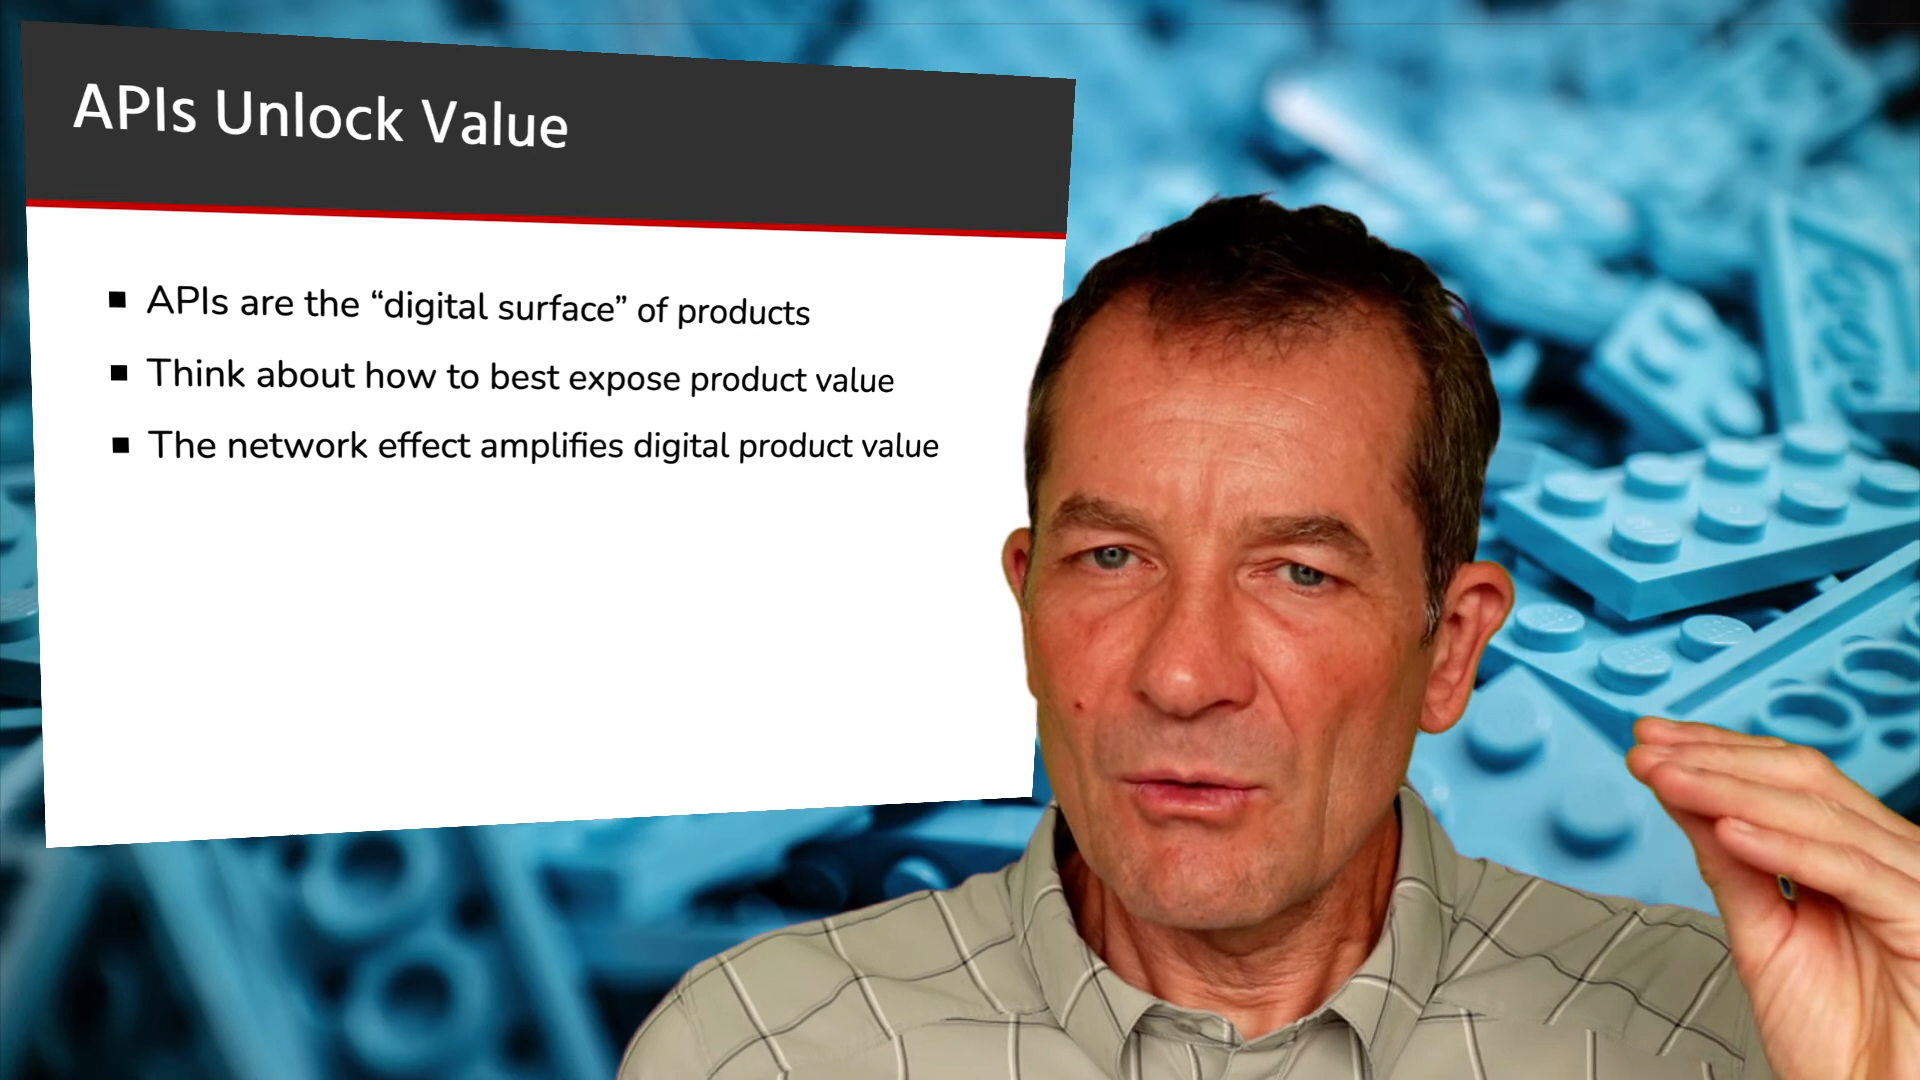 APIs Unlock Value
APIs are the “digital surface” of products
Think about how to best expose product value
The network effect amplifies digital product value